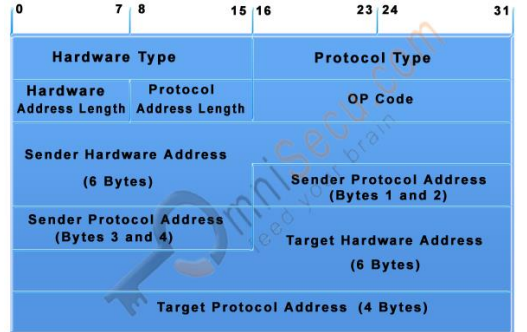 0 7 8 15 16 23 24 31
Hardware Type Protocol Type
Hardware
Address Length
Protocol
Address Length
OP Code
Sender Hardware Address
(6 Bytes)
Sender Protocol Address
(Bytes 1 and 2)
Sender Protocol Address
(Bytes 3 and 4)
Target Hardware Address
(6 Bytes)
Target Protocol Address (4 Bytes)
OmniSecu.com
feed your brain